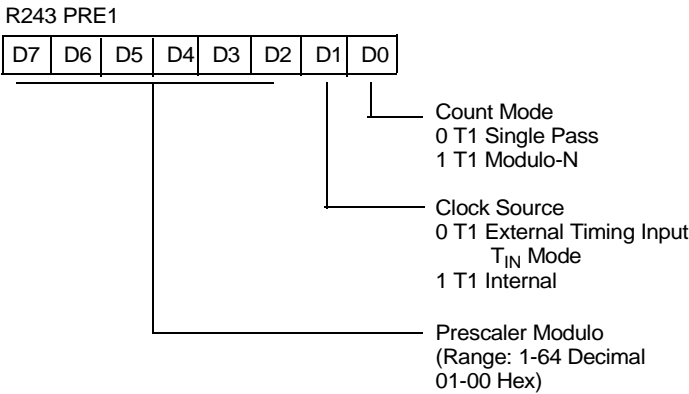 R243 PRE1
D7 D6 D5 D4 D3 D2 D1 D0
Count Mode
0 T1 Single Pass
1 T1 Modulo-N
Clock Source
0 T1 External Timing Input
TIN Mode
1 T1 Internal
Prescaler Modulo
(Range: 1-64 Decimal
01-00 Hex)